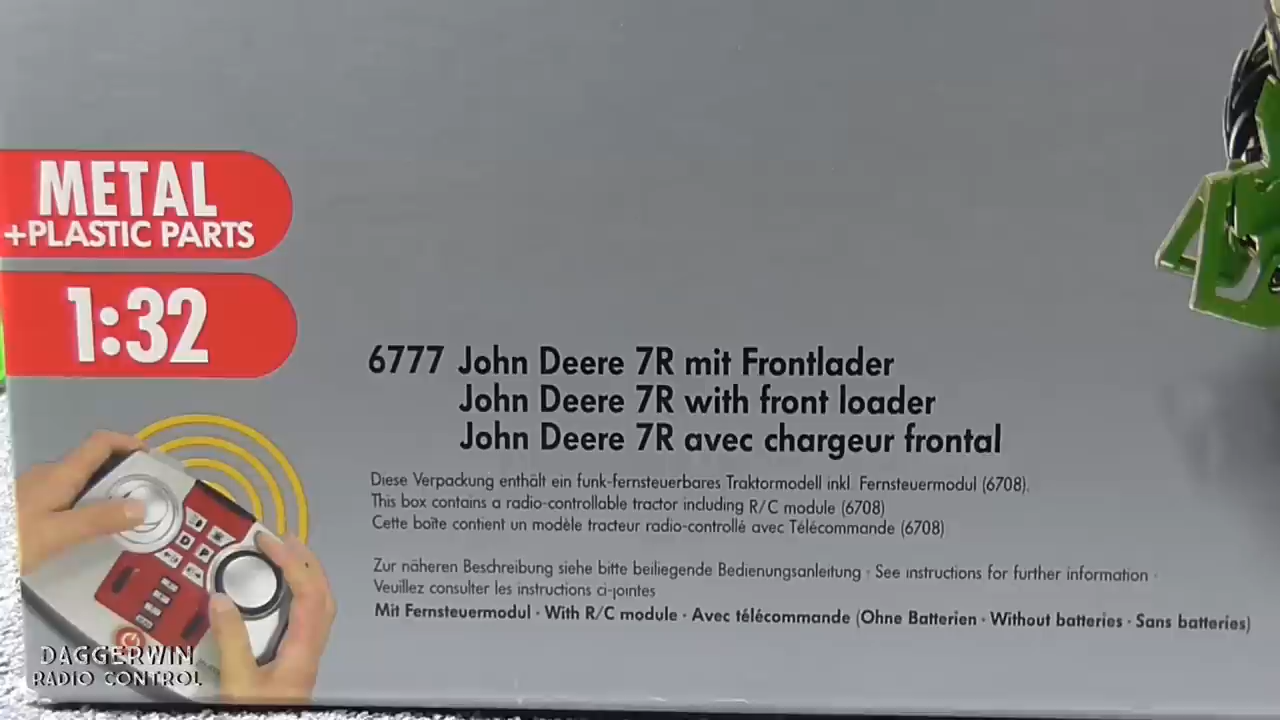 METAL
+PLASTIC PARTS
1:32
6777 John Deere 7R mit Frontlader
John Deere 7R with front loader
John Deere 7R avec chargeur frontal
Diese Verpackung enthält ein funk-fernsteuerbares Traktormodell inkl. Fernsteuermodul (6708).
This box contains a radio-controllable tractor including R/C module (6708)
Cette boîte contient un modèle tracteur radio-controllé avec Télécommande (6708)
Zur näheren Beschreibung siehe bitte beiliegende Bedienungsanleitung · See instructions for further information ·
Veuillez consulter les instructions ci-jointes
Mit Fernsteuermodul · With R/C module · Avec télécommande (Ohne Batterien · Without batteries · Sans batteries)
DAGGERWIN
RADIO CONTROL